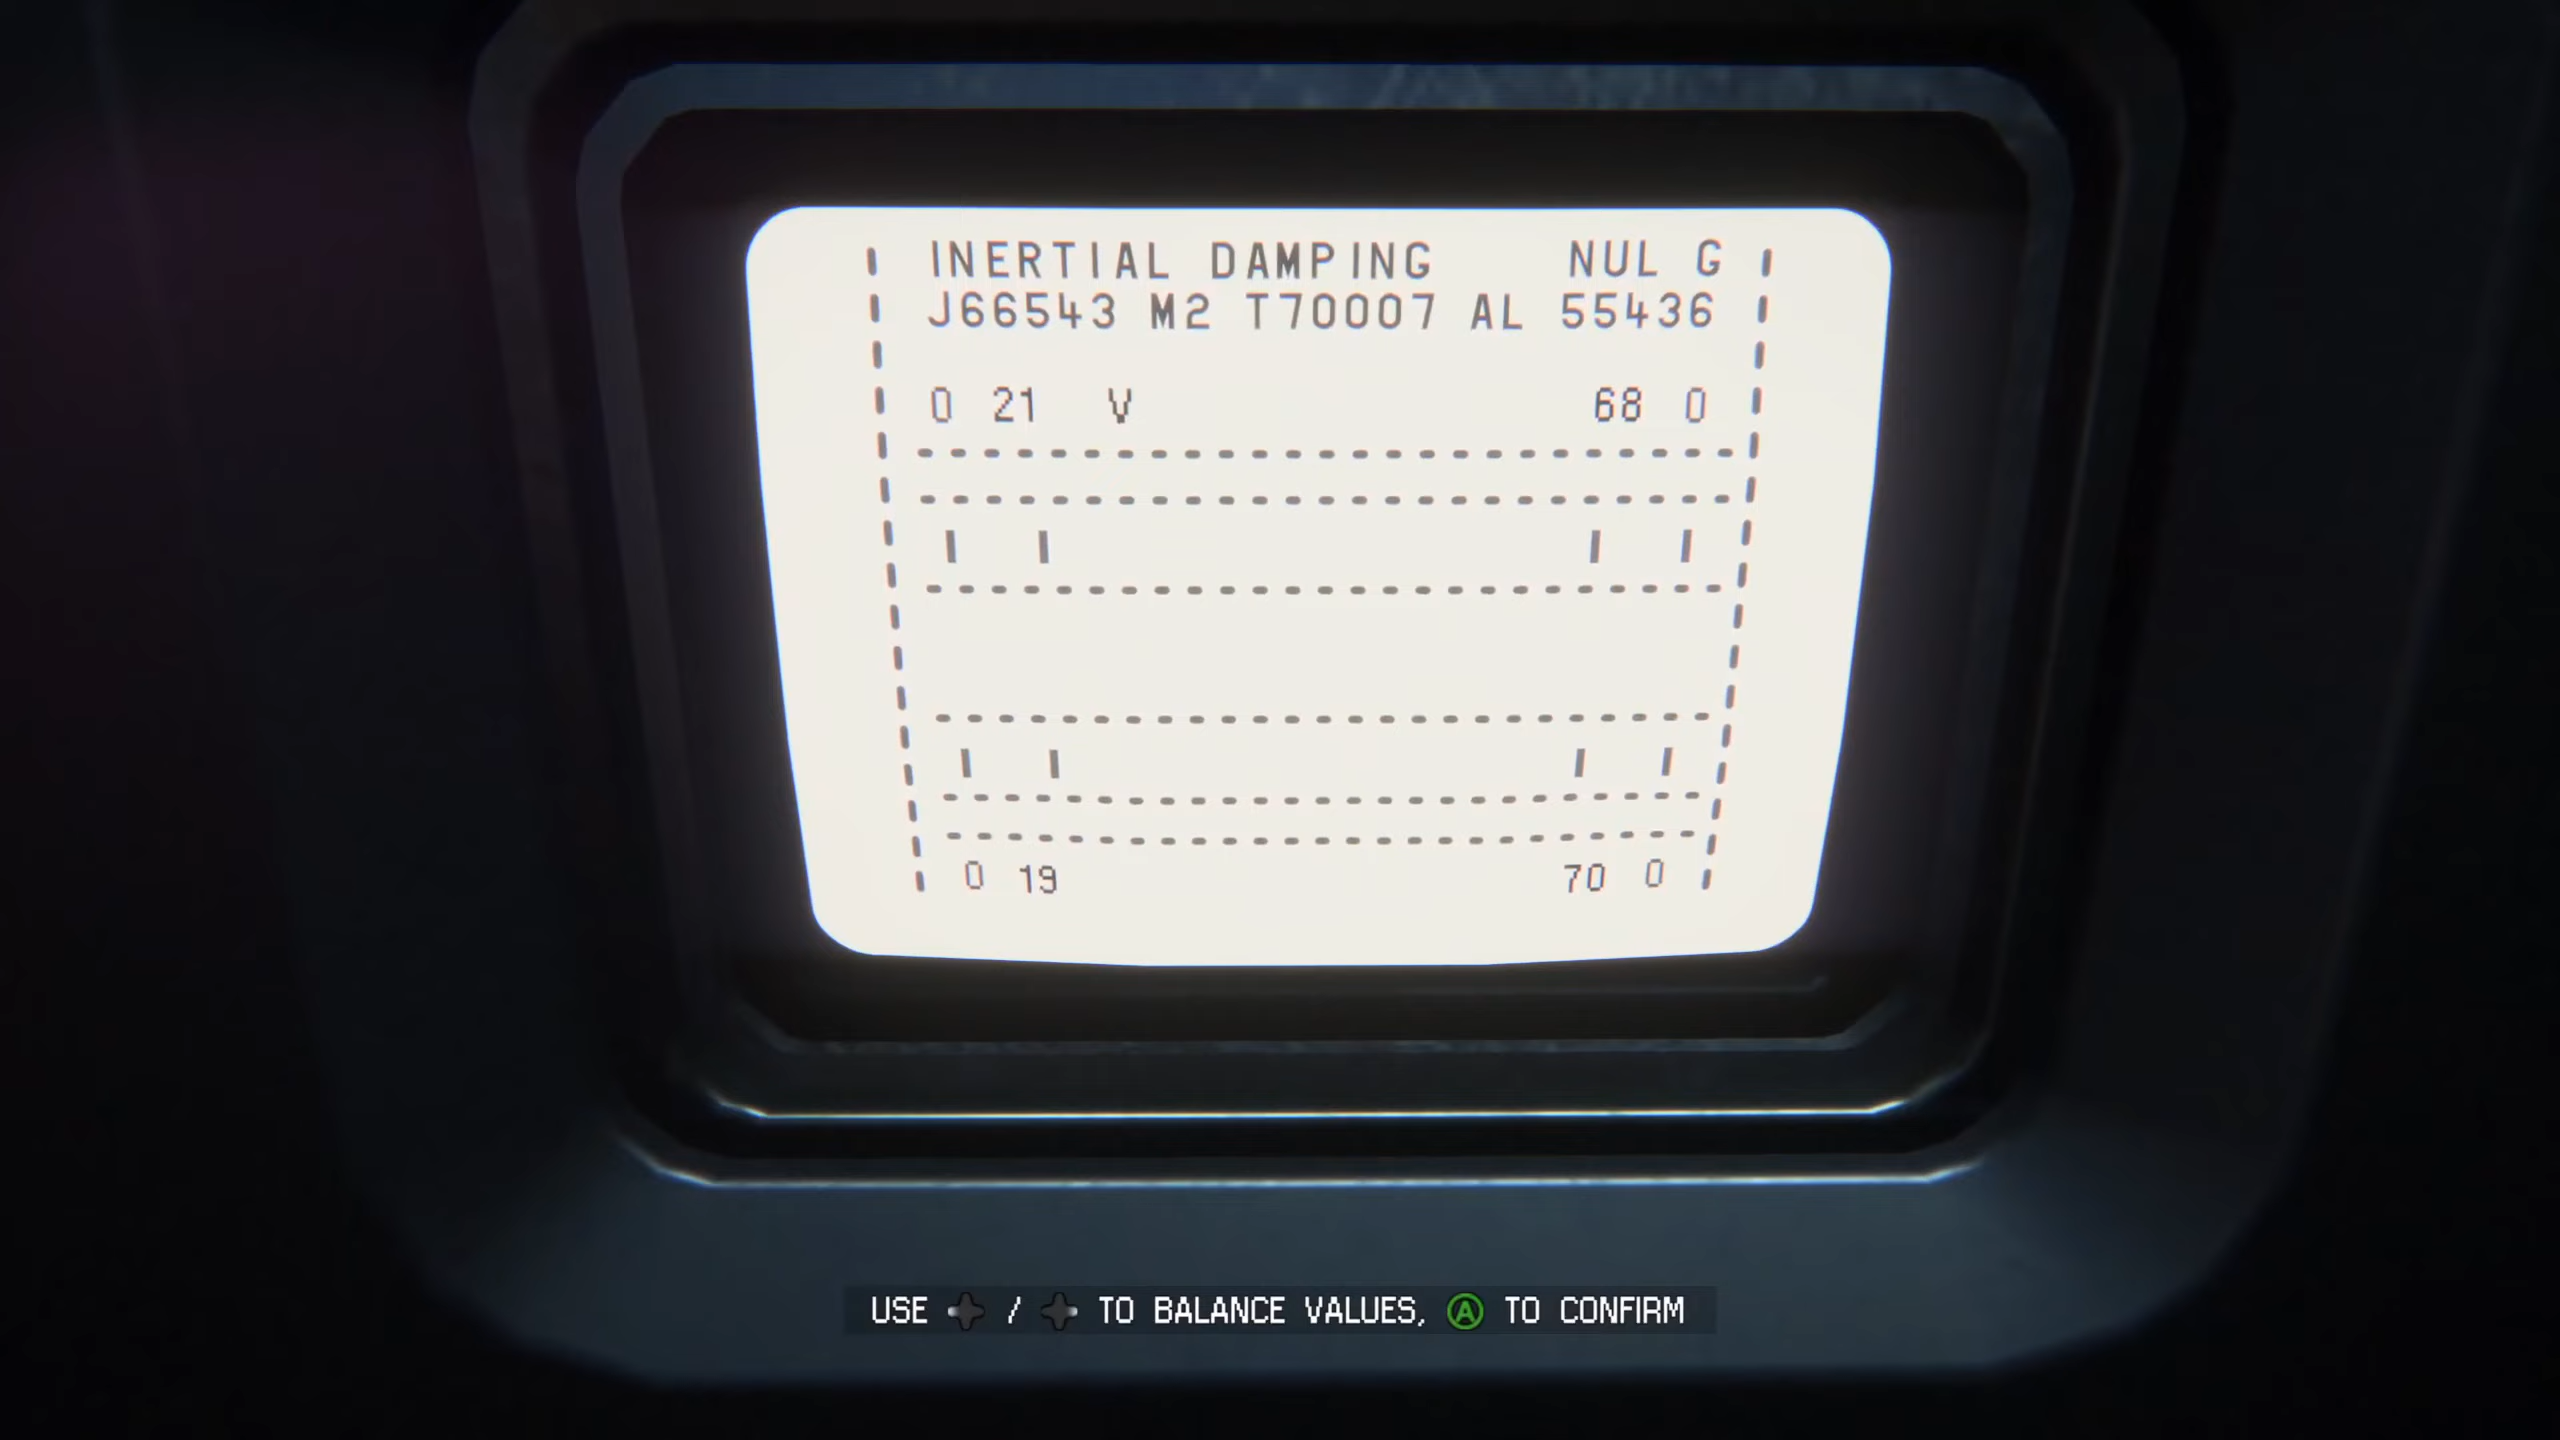 INERTIAL DAMPING NUL G
J66543 M2 T70007 AL 55436
0 21 V 68 0
0 19 70 0
USE / TO BALANCE VALUES, A TO CONFIRM